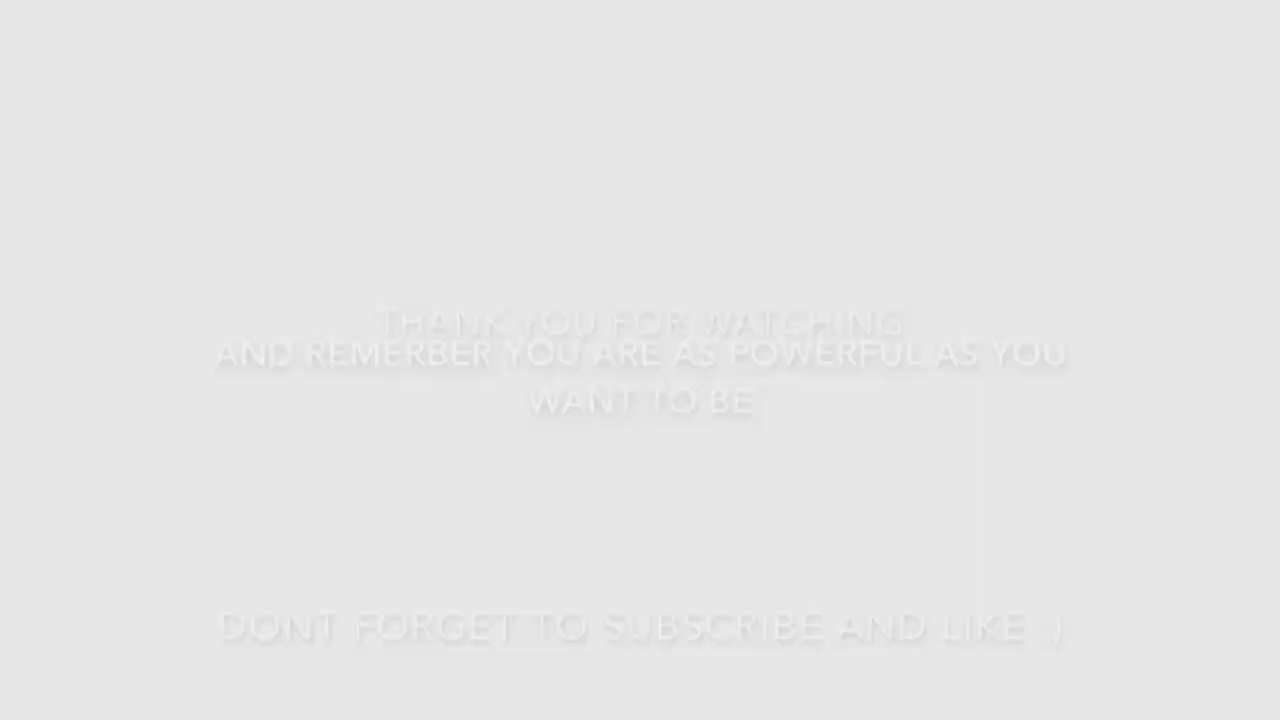 THANK YOU FOR WATCHING
AND REMERBER YOU ARE AS POWERFUL AS YOU
WANT TO BE
DONT FORGET TO SUBSCRIBE AND LIKE :)